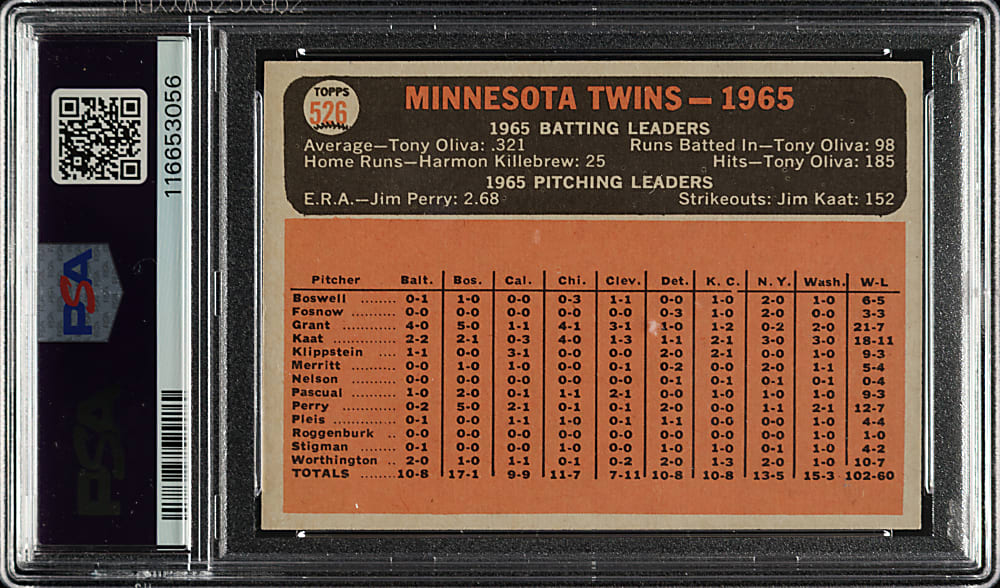 116653056
PSA
PSA
TOPPS
526
MINNESOTA TWINS — 1965
1965 BATTING LEADERS
Average—Tony Oliva: .321 Runs Batted In—Tony Oliva: 98
Home Runs—Harmon Killebrew: 25 Hits—Tony Oliva: 185
1965 PITCHING LEADERS
E.R.A.—Jim Perry: 2.68 Strikeouts: Jim Kaat: 152
Pitcher Balt. Bos. Cal. Chi. Clev. Det. K. C. N. Y. Wash. W-L
Boswell ........ 0-1 1-0 0-0 0-3 1-1 0-0 1-0 2-0 1-0 6-5
Fosnow .......... 0-0 0-0 0-0 0-0 0-0 0-3 1-0 2-0 0-0 3-3
Grant ............ 4-0 5-0 1-1 4-1 3-1 1-0 1-2 0-2 2-0 21-7
Kaat .............. 2-2 2-1 0-3 4-0 1-3 1-1 2-1 3-0 3-0 18-11
Klippstein .... 1-1 0-0 3-1 0-0 0-0 2-0 2-1 0-0 1-0 9-3
Merritt .......... 0-0 1-0 1-0 0-0 0-1 0-2 0-0 2-0 1-1 5-4
Nelson .......... 0-0 0-0 0-0 0-0 0-0 0-1 0-1 0-1 0-1 0-4
Pascual ........ 1-0 2-0 0-1 1-1 2-1 0-0 1-0 1-0 1-0 9-3
Perry ............ 0-2 5-0 2-1 0-1 0-1 2-0 0-0 1-1 2-1 12-7
Pleis .............. 0-1 1-0 1-1 0-0 0-1 1-1 0-0 0-0 1-0 4-4
Roggenburk .. 0-0 0-0 0-0 0-0 0-0 0-0 0-0 0-0 1-0 1-0
Stigman ........ 0-1 0-0 0-0 1-0 0-0 2-0 0-1 0-0 1-0 4-2
Worthington .. 2-0 1-0 1-1 0-1 0-2 2-0 1-3 2-0 1-0 10-7
TOTALS ........ 10-8 17-1 9-9 11-7 7-11 10-8 10-8 13-5 15-3 102-60